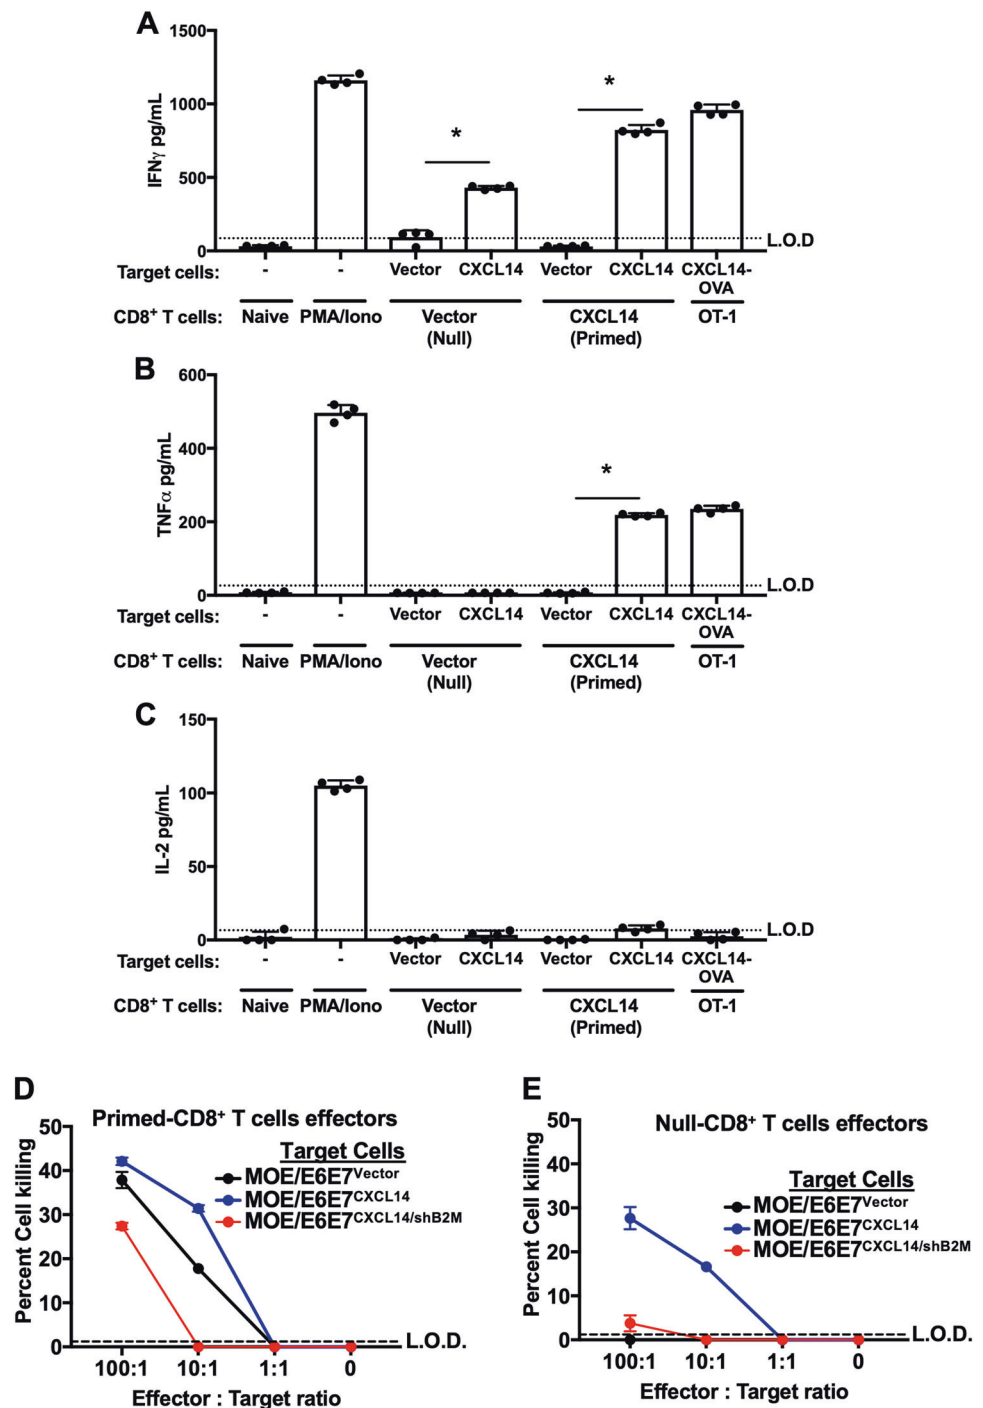 A
1500
1000
500
0
IFNγ pg/mL
*
*
L.O.D
Target cells: - - Vector CXCL14 Vector CXCL14 CXCL14-
OVA
CD8+ T cells: Naive PMA/Iono Vector CXCL14 OT-1
(Null) (Primed)
B
600
400
200
0
TNFα pg/mL
*
L.O.D
Target cells: - - Vector CXCL14 Vector CXCL14 CXCL14-
OVA
CD8+ T cells: Naive PMA/Iono Vector CXCL14 OT-1
(Null) (Primed)
C
150
100
50
0
IL-2 pg/mL
L.O.D
Target cells: - - Vector CXCL14 Vector CXCL14 CXCL14-
OVA
CD8+ T cells: Naive PMA/Iono Vector CXCL14 OT-1
(Null) (Primed)
D
Primed-CD8+ T cells effectors
Target Cells
MOE/E6E7Vector
MOE/E6E7CXCL14
MOE/E6E7CXCL14/shB2M
50
40
30
20
10
0
Percent Cell killing
L.O.D.
100:1 10:1 1:1 0
Effector : Target ratio
E
Null-CD8+ T cells effectors
Target Cells
MOE/E6E7Vector
MOE/E6E7CXCL14
MOE/E6E7CXCL14/shB2M
50
40
30
20
10
0
Percent Cell killing
L.O.D.
100:1 10:1 1:1 0
Effector : Target ratio